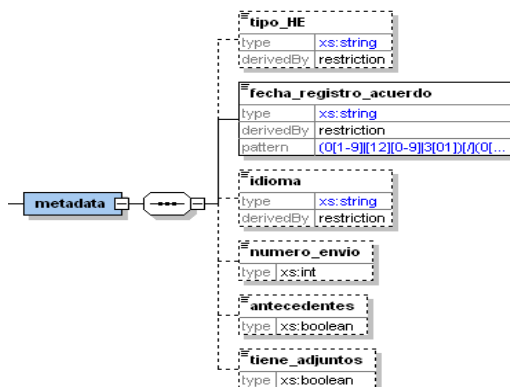 tipo_HE
type xs:string
derivedBy restriction
fecha_registro_acuerdo
type xs:string
derivedBy restriction
pattern (0[1-9]|[12][0-9]|3[01])[/](0[...
metadata
idioma
type xs:string
derivedBy restriction
numero_envio
type xs:int
antecedentes
type xs:boolean
tiene_adjuntos
type xs:boolean